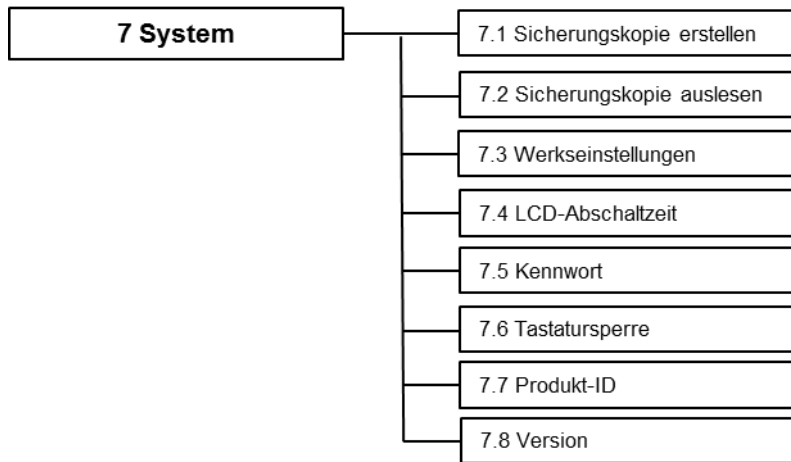 7 System
7.1 Sicherungskopie erstellen
7.2 Sicherungskopie auslesen
7.3 Werkseinstellungen
7.4 LCD-Abschaltzeit
7.5 Kennwort
7.6 Tastatursperre
7.7 Produkt-ID
7.8 Version